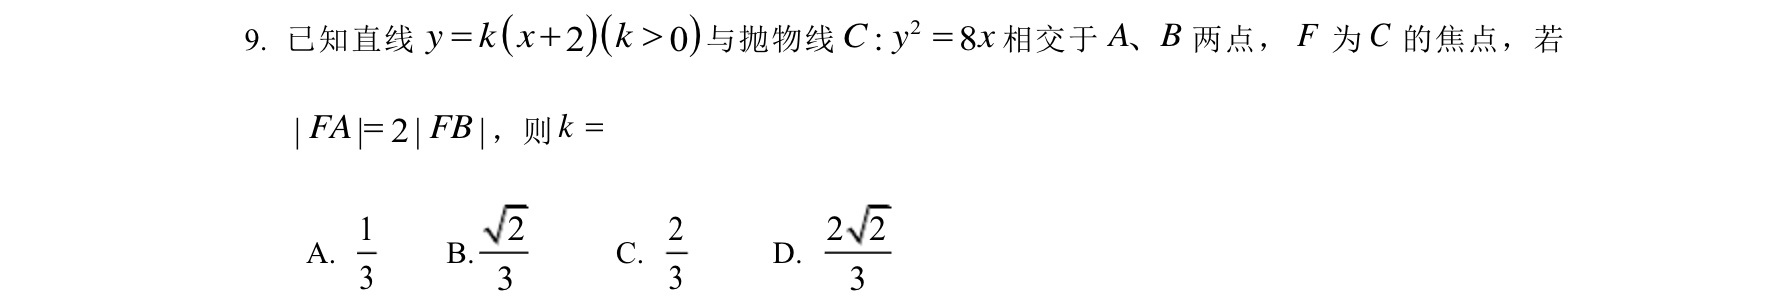 9. 已知直线 y=k(x+2)(k>0)与抛物线 C:y²=8x 相交于 A、B 两点， F 为 C 的焦点，若
|FA|=2|FB|，则 k=
A. 1/3 B. √2/3 C. 2/3 D. 2√2/3